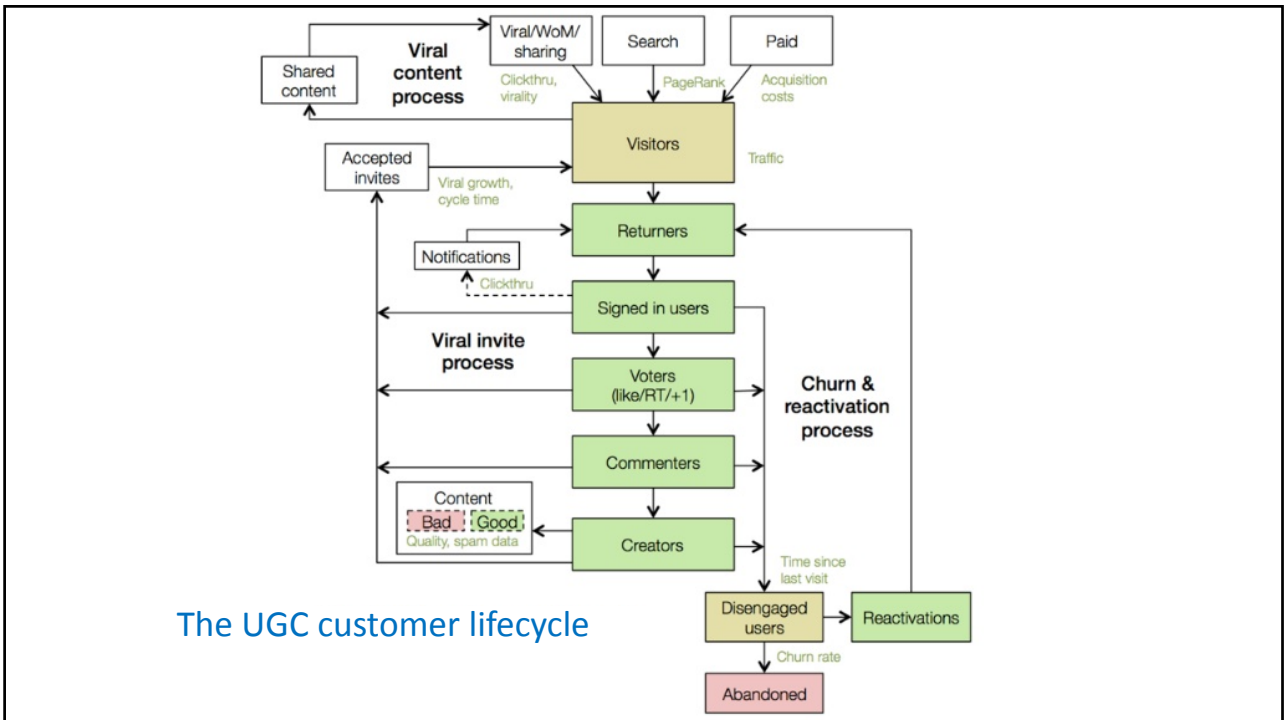 Viral/WoM/
sharing
Search
Paid
Viral
content
process
Shared
content
Clickthru,
virality
PageRank
Acquisition
costs
Visitors
Traffic
Accepted
invites
Viral growth,
cycle time
Returners
Notifications
Clickthru
Signed in users
Viral invite
process
Voters
(like/RT/+1)
Churn &
reactivation
process
Commenters
Content
Bad
Good
Quality, spam data
Creators
Time since
last visit
The UGC customer lifecycle
Disengaged
users
Reactivations
Churn rate
Abandoned